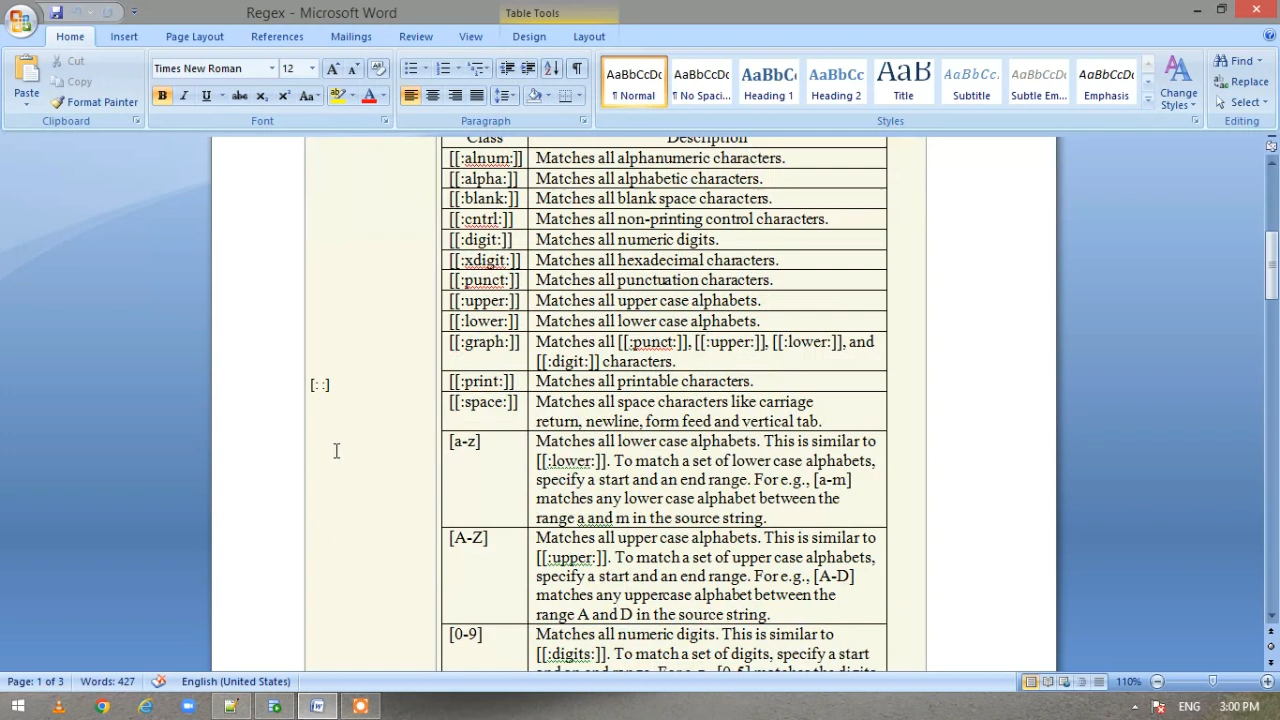 Regex - Microsoft Word
Table Tools
Home Insert Page Layout References Mailings Review View Design Layout
Paste
Cut
Copy
Format Painter
Clipboard
Times New Roman 12
Font
Paragraph
AaBbCcDc
¶ Normal
AaBbCcDc
¶ No Spaci...
AaBbC
Heading 1
AaBbCc
Heading 2
AaB
Title
AaBbCc.
Subtitle
AaBbCcDc
Subtle Em...
AaBbCcDc
Emphasis
Change
Styles
Styles
Find
Replace
Select
Editing
Class Description
[[:alnum:]] Matches all alphanumeric characters.
[[:alpha:]] Matches all alphabetic characters.
[[:blank:]] Matches all blank space characters.
[[:cntrl:]] Matches all non-printing control characters.
[[:digit:]] Matches all numeric digits.
[[:xdigit:]] Matches all hexadecimal characters.
[[:punct:]] Matches all punctuation characters.
[[:upper:]] Matches all upper case alphabets.
[[:lower:]] Matches all lower case alphabets.
[[:graph:]] Matches all [[:punct:]], [[:upper:]], [[:lower:]], and
[[:digit:]] characters.
[: :]
[[:print:]] Matches all printable characters.
[[:space:]] Matches all space characters like carriage
return, newline, form feed and vertical tab.
[a-z] Matches all lower case alphabets. This is similar to
[[:lower:]]. To match a set of lower case alphabets,
specify a start and an end range. For e.g., [a-m]
matches any lower case alphabet between the
range a and m in the source string.
[A-Z] Matches all upper case alphabets. This is similar to
[[:upper:]]. To match a set of upper case alphabets,
specify a start and an end range. For e.g., [A-D]
matches any uppercase alphabet between the
range A and D in the source string.
[0-9] Matches all numeric digits. This is similar to
[[:digits:]]. To match a set of digits, specify a start
Page: 1 of 3 Words: 427 English (United States) 110%
ENG 3:00 PM